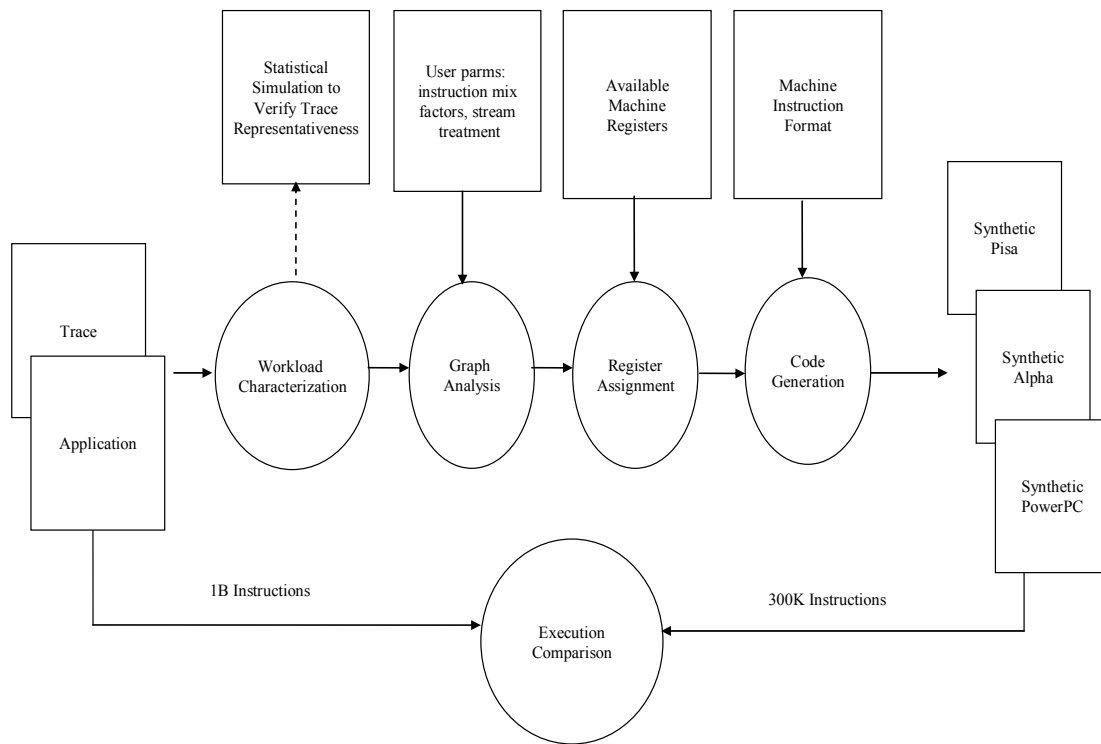 Statistical
Simulation to
Verify Trace
Representativeness
User parms:
instruction mix
factors, stream
treatment
Available
Machine
Registers
Machine
Instruction
Format
Trace
Application
Workload
Characterization
Graph
Analysis
Register
Assignment
Code
Generation
Synthetic
Pisa
Synthetic
Alpha
Synthetic
PowerPC
1B Instructions
300K Instructions
Execution
Comparison